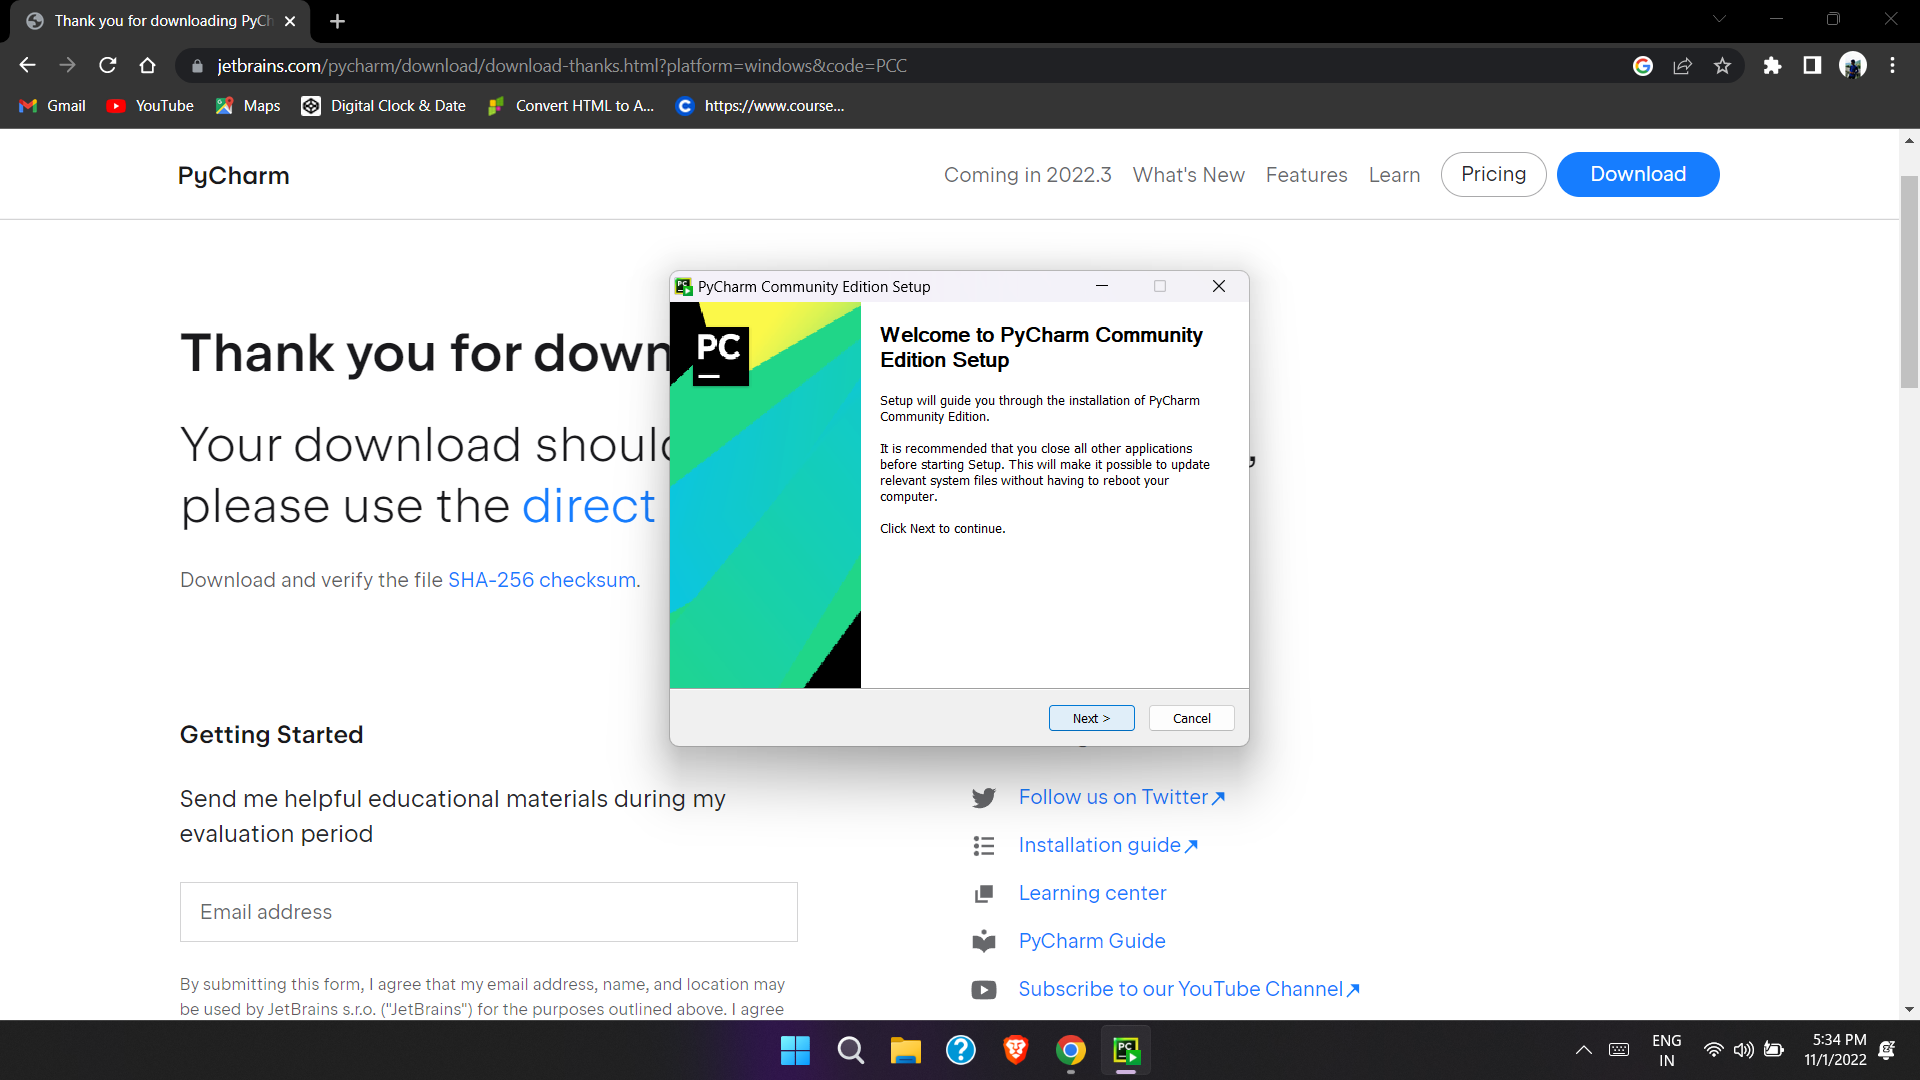 Thank you for downloading PyCh
jetbrains.com/pycharm/download/download-thanks.html?platform=windows&code=PCC
Gmail
YouTube
Maps
Digital Clock & Date
Convert HTML to A...
https://www.course...
PyCharm
Coming in 2022.3
What's New
Features
Learn
Pricing
Download
Thank you for down
Your download should
please use the direct
Download and verify the file SHA-256 checksum.
PyCharm Community Edition Setup
PC
Welcome to PyCharm Community
Edition Setup
Setup will guide you through the installation of PyCharm
Community Edition.
It is recommended that you close all other applications
before starting Setup. This will make it possible to update
relevant system files without having to reboot your
computer.
Click Next to continue.
Next >
Cancel
Getting Started
Send me helpful educational materials during my
evaluation period
Email address
By submitting this form, I agree that my email address, name, and location may
be used by JetBrains s.r.o. ("JetBrains") for the purposes outlined above. I agree
Follow us on Twitter
Installation guide
Learning center
PyCharm Guide
Subscribe to our YouTube Channel
ENG
IN
5:34 PM
11/1/2022